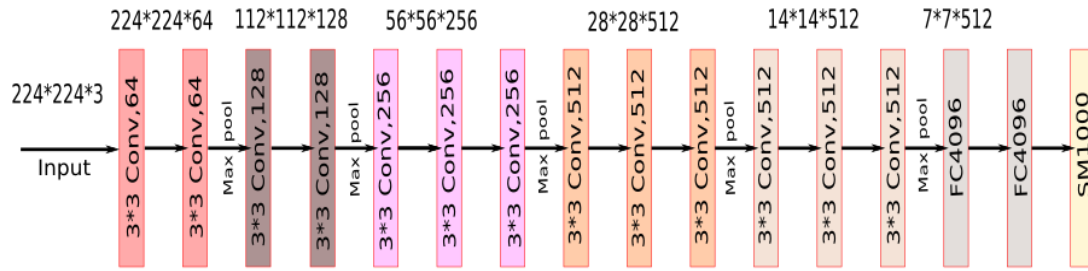 224*224*64 112*112*128 56*56*256 28*28*512 14*14*512 7*7*512
224*224*3
Input
3*3 Conv,64
3*3 Conv,64
Max pool
3*3 Conv,128
3*3 Conv,128
Max pool
3*3 Conv,256
3*3 Conv,256
3*3 Conv,256
Max pool
3*3 Conv,512
3*3 Conv,512
3*3 Conv,512
Max pool
3*3 Conv,512
3*3 Conv,512
3*3 Conv,512
Max pool
FC4096
FC4096
SM1000